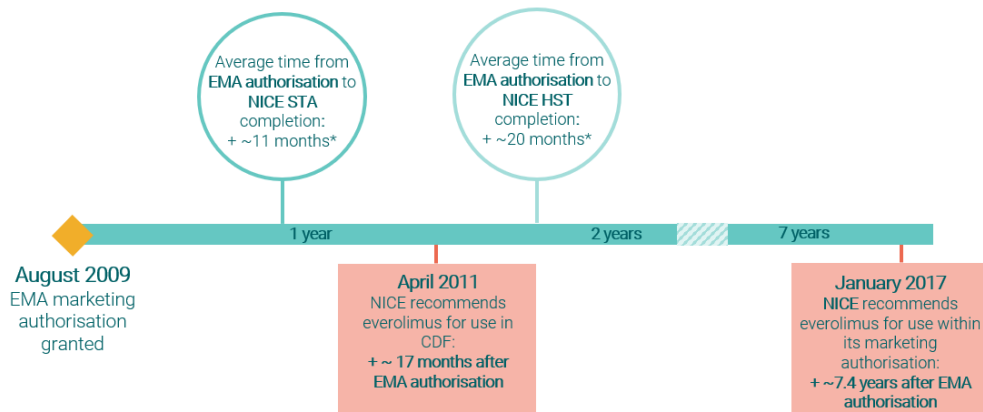 Average time from
EMA authorisation to
NICE STA
completion:
+ ~11 months*
Average time from
EMA authorisation to
NICE HST
completion:
+ ~20 months*
1 year
2 years
7 years
August 2009
EMA marketing
authorisation
granted
April 2011
NICE recommends
everolimus for use in
CDF:
+ ~ 17 months after
EMA authorisation
January 2017
NICE recommends
everolimus for use within
its marketing
authorisation:
+ ~7.4 years after EMA
authorisation